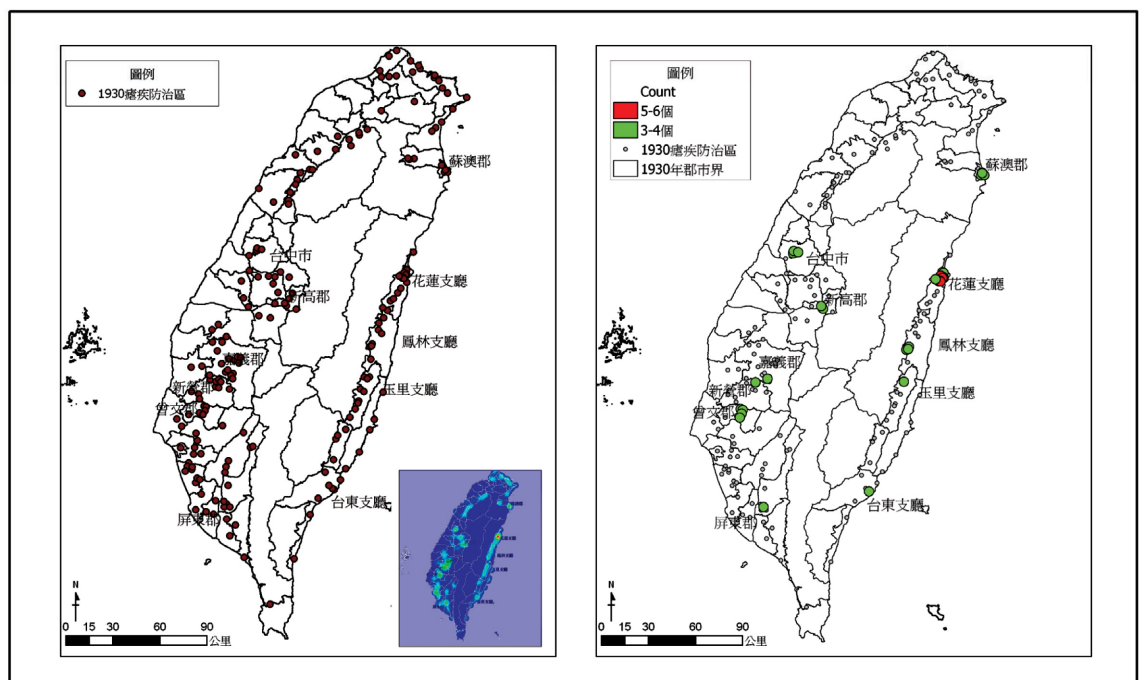 圖例
1930瘧疾防治區
蘇澳郡
台中市
花蓮支廳
新高郡
鳳林支廳
嘉義郡
新營郡
玉里支廳
曾文郡
台東支廳
屏東郡
N
0 15 30 60 90
公里
圖例
Count
5-6個
3-4個
1930瘧疾防治區
1930年郡市界
蘇澳郡
台中市
花蓮支廳
新高郡
鳳林支廳
嘉義郡
新營郡
玉里支廳
曾文郡
台東支廳
屏東郡
N
0 15 30 60 90
公里